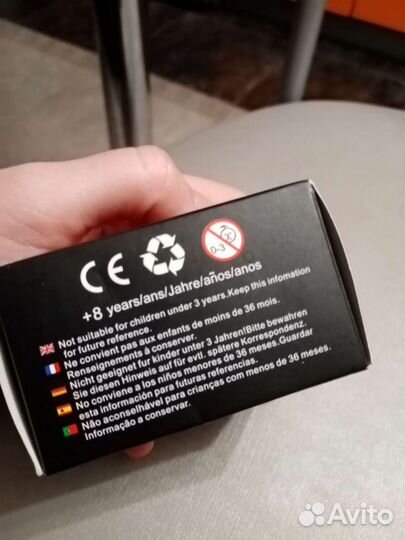 CE
0-3
+8 years/ans/Jahre/años/anos
Not suitable for children under 3 years.Keep this infomation
for future reference.
Ne convient pas aux enfants de moins de 36 mois.
Renseignements à conserver.
Nicht geeignet fur kinder unter 3 Jahren!Bitte bewahren
Sie diesen Hinweis auf für evtl. spätere Korrespondenz.
No conviene a los niños menores de 36 meses.Guardar
esta información para futuras referencias.
Não aconselhável para crianças com menos de 36 meses.
Informação a conservar.
Avito